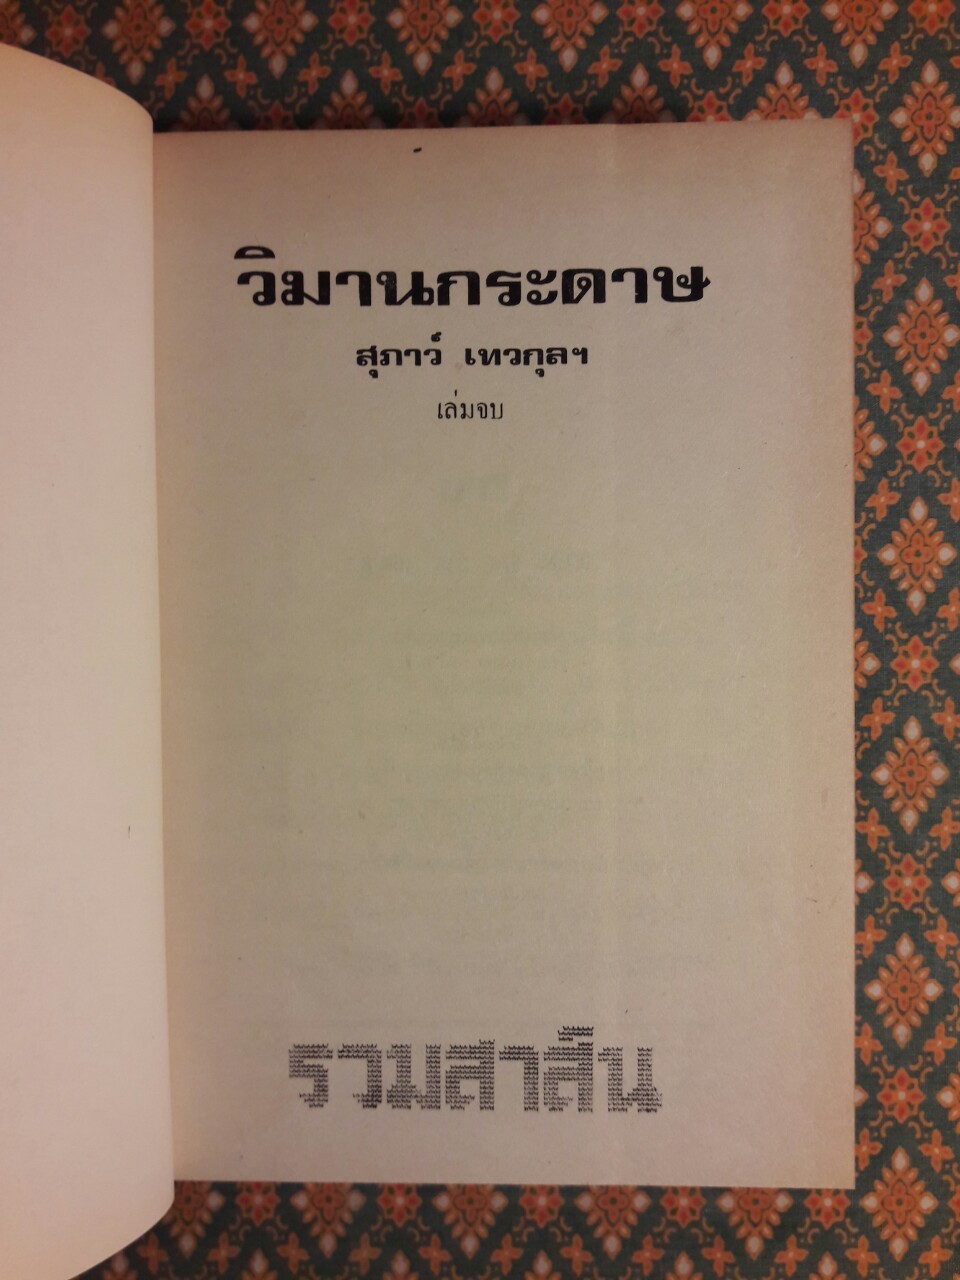 วิมานกระดาษ
สุภาว์ เทวกุลฯ
เล่มจบ
รวมสาส์น